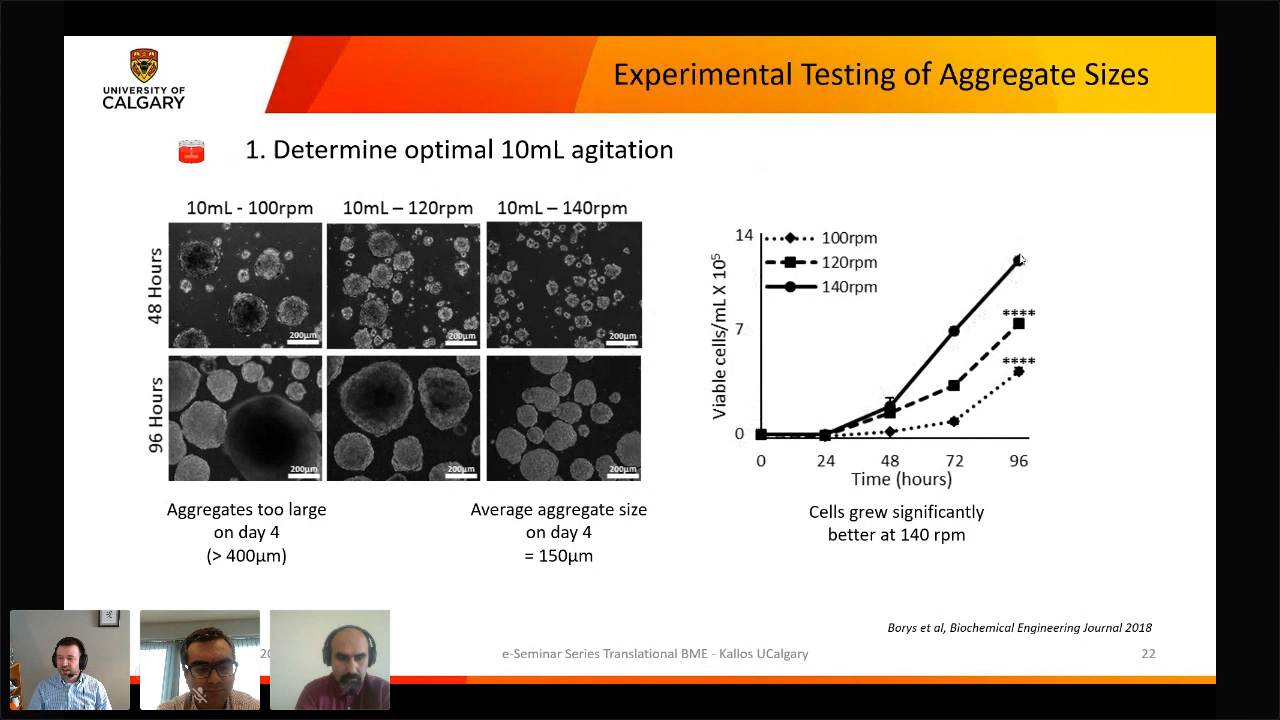 UNIVERSITY OF
CALGARY
Experimental Testing of Aggregate Sizes
1. Determine optimal 10mL agitation
10mL - 100rpm
10mL – 120rpm
10mL – 140rpm
48 Hours
200µm
200µm
200µm
96 Hours
200µm
200µm
200µm
Aggregates too large
on day 4
(> 400µm)
Average aggregate size
on day 4
= 150µm
100rpm
120rpm
140rpm
Viable cells/mL X 10⁵
14
7
0
****
****
0 24 48 72 96
Time (hours)
Cells grew significantly
better at 140 rpm
Borys et al, Biochemical Engineering Journal 2018
e-Seminar Series Translational BME - Kallos UCalgary
22